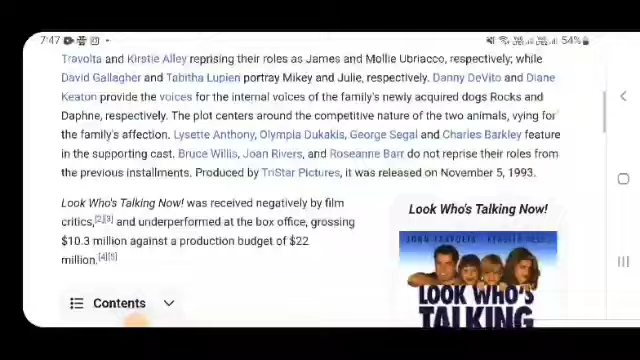 7:47
54%
Travolta and Kirstie Alley reprising their roles as James and Mollie Ubriacco, respectively; while
David Gallagher and Tabitha Lupien portray Mikey and Julie, respectively. Danny DeVito and Diane
Keaton provide the voices for the internal voices of the family's newly acquired dogs Rocks and
Daphne, respectively. The plot centers around the competitive nature of the two animals, vying for
the family's affection. Lysette Anthony, Olympia Dukakis, George Segal and Charles Barkley feature
in the supporting cast. Bruce Willis, Joan Rivers, and Roseanne Barr do not reprise their roles from
the previous installments. Produced by TriStar Pictures, it was released on November 5, 1993.
Look Who's Talking Now! was received negatively by film
critics,[2][3] and underperformed at the box office, grossing
$10.3 million against a production budget of $22
million.[4][5]
Contents
Look Who's Talking Now!
JOHN TRAVOLTA KIRSTIE ALLEY
LOOK WHO'S
TALKING